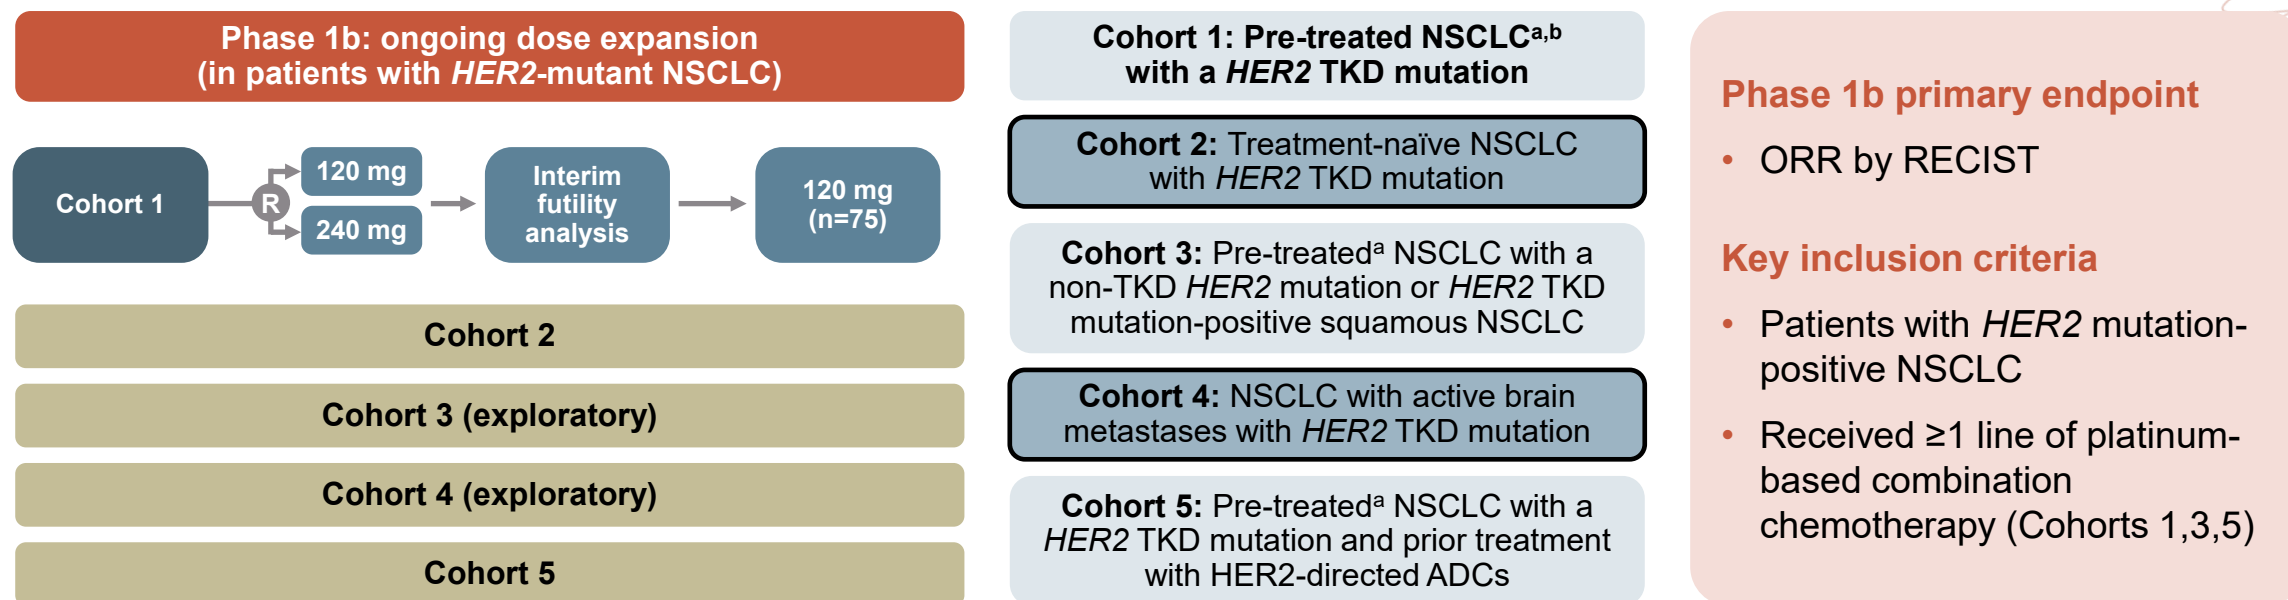 Phase 1b: ongoing dose expansion
(in patients with HER2-mutant NSCLC)
Cohort 1
R
120 mg
240 mg
Interim
futility
analysis
120 mg
(n=75)
Cohort 2
Cohort 3 (exploratory)
Cohort 4 (exploratory)
Cohort 5
Cohort 1: Pre-treated NSCLCa,b
with a HER2 TKD mutation
Cohort 2: Treatment-naïve NSCLC
with HER2 TKD mutation
Cohort 3: Pre-treateda NSCLC with a
non-TKD HER2 mutation or HER2 TKD
mutation-positive squamous NSCLC
Cohort 4: NSCLC with active brain
metastases with HER2 TKD mutation
Cohort 5: Pre-treateda NSCLC with a
HER2 TKD mutation and prior treatment
with HER2-directed ADCs
Phase 1b primary endpoint
• ORR by RECIST
Key inclusion criteria
• Patients with HER2 mutation-
positive NSCLC
• Received ≥1 line of platinum-
based combination
chemotherapy (Cohorts 1,3,5)